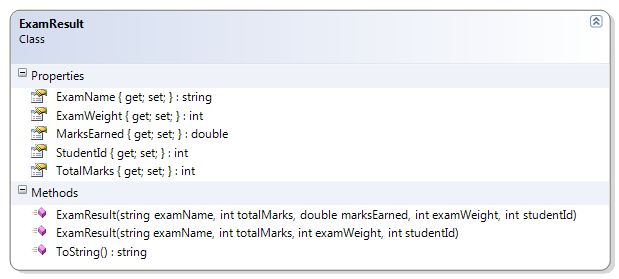 ExamResult
Class
Properties
ExamName { get; set; } : string
ExamWeight { get; set; } : int
MarksEarned { get; set; } : double
StudentId { get; set; } : int
TotalMarks { get; set; } : int
Methods
ExamResult(string examName, int totalMarks, double marksEarned, int examWeight, int studentId)
ExamResult(string examName, int totalMarks, int examWeight, int studentId)
ToString() : string